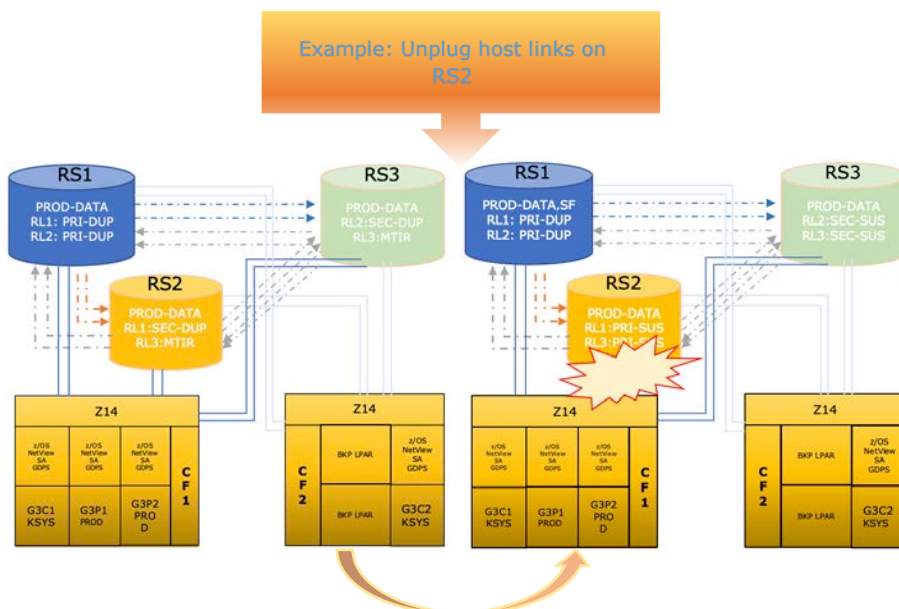 Example: Unplug host links on
RS2
RS1
PROD-DATA
RL1: PRI-DUP
RL2: PRI-DUP
RS3
PROD-DATA
RL2:SEC-DUP
RL3:MTIR
RS2
PROD-DATA
RL1:SEC-DUP
RL3:MTIR
Z14
z/OS
NetView
SA
GDPS
z/OS
NetView
SA
GDPS
z/OS
NetView
SA
GDPS
G3C1
KSYS
G3P1
PROD
G3P2
PRO
D
C
F
1
Z14
C
F
2
BKP LPAR
z/OS
NetView
SA
GDPS
BKP LPAR
G3C2
KSYS
RS1
PROD-DATA,SF
RL1: PRI-DUP
RL2: PRI-DUP
RS3
PROD-DATA
RL2:SEC-SUS
RL3:SEC-SUS
RS2
PROD-DATA
RL1:PRI-SUS
RL3:PRI-SUS
Z14
z/OS
NetView
SA
GDPS
z/OS
NetView
SA
GDPS
z/OS
NetView
SA
GDPS
G3C1
KSYS
G3P1
PROD
G3P2
PRO
D
C
F
1
Z14
C
F
2
BKP LPAR
z/OS
NetView
SA
GDPS
BKP LPAR
G3C2
KSYS